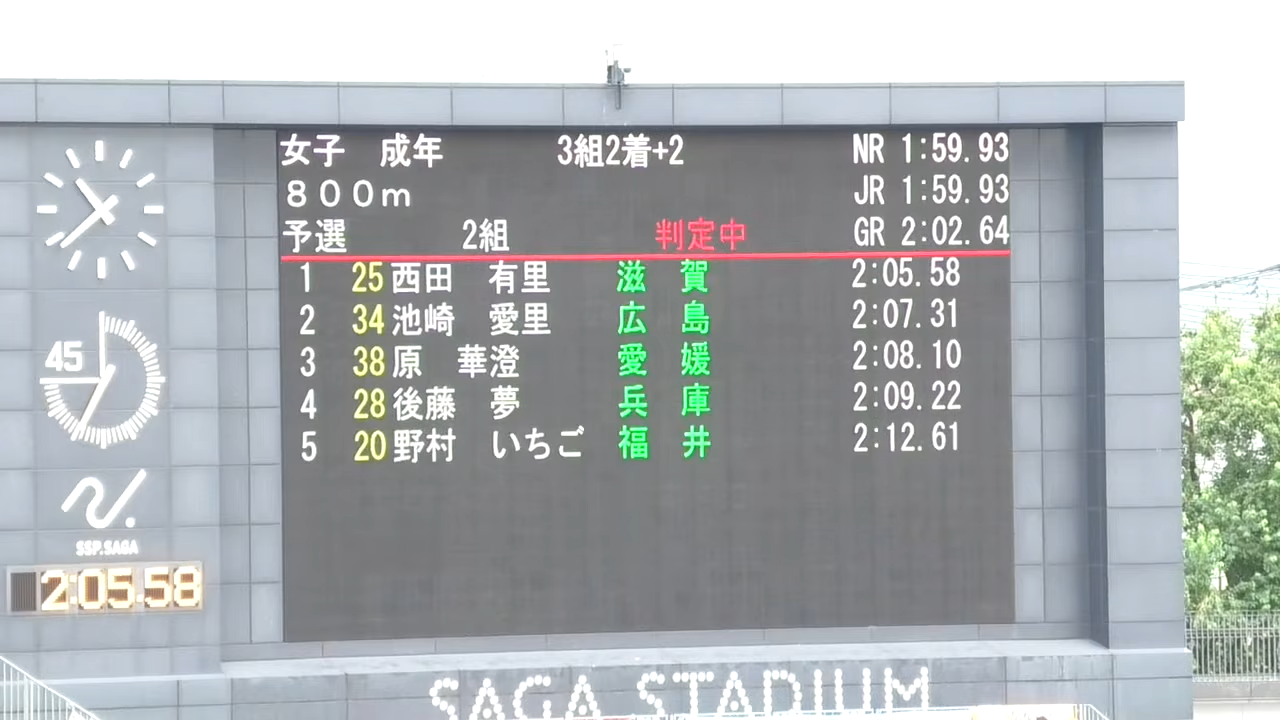 女子 成年 3組2着+2 NR 1:59.93
800m JR 1:59.93
予選 2組 判定中 GR 2:02.64
1 25 西田 有里 滋賀 2:05.58
2 34 池崎 愛里 広島 2:07.31
3 38 原 華澄 愛媛 2:08.10
4 28 後藤 夢 兵庫 2:09.22
5 20 野村 いちご 福井 2:12.61
45
SSP.SAGA
2:05.58
SAGA STADIUM